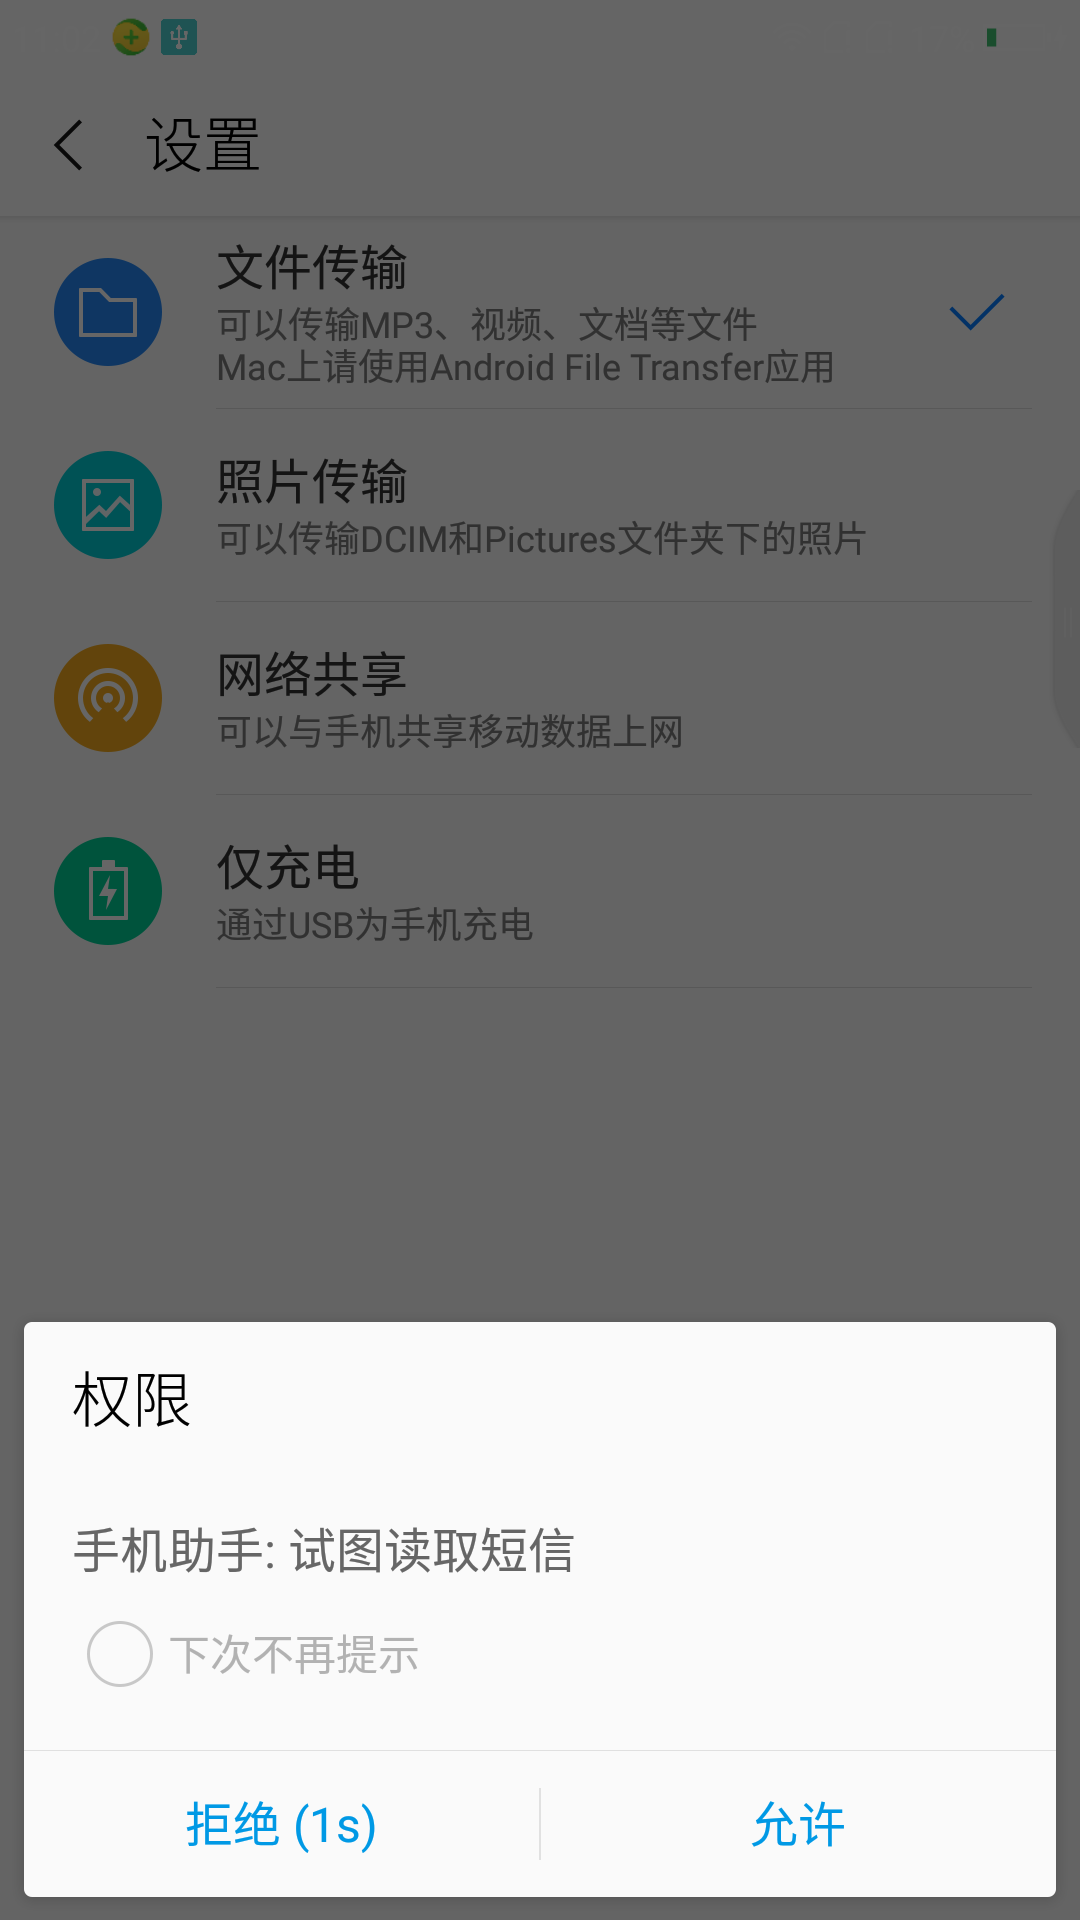 设置
文件传输
可以传输MP3、视频、文档等文件
Mac上请使用Android File Transfer应用
照片传输
可以传输DCIM和Pictures文件夹下的照片
网络共享
可以与手机共享移动数据上网
仅充电
通过USB为手机充电
权限
手机助手: 试图读取短信
下次不再提示
拒绝 (1s)
允许